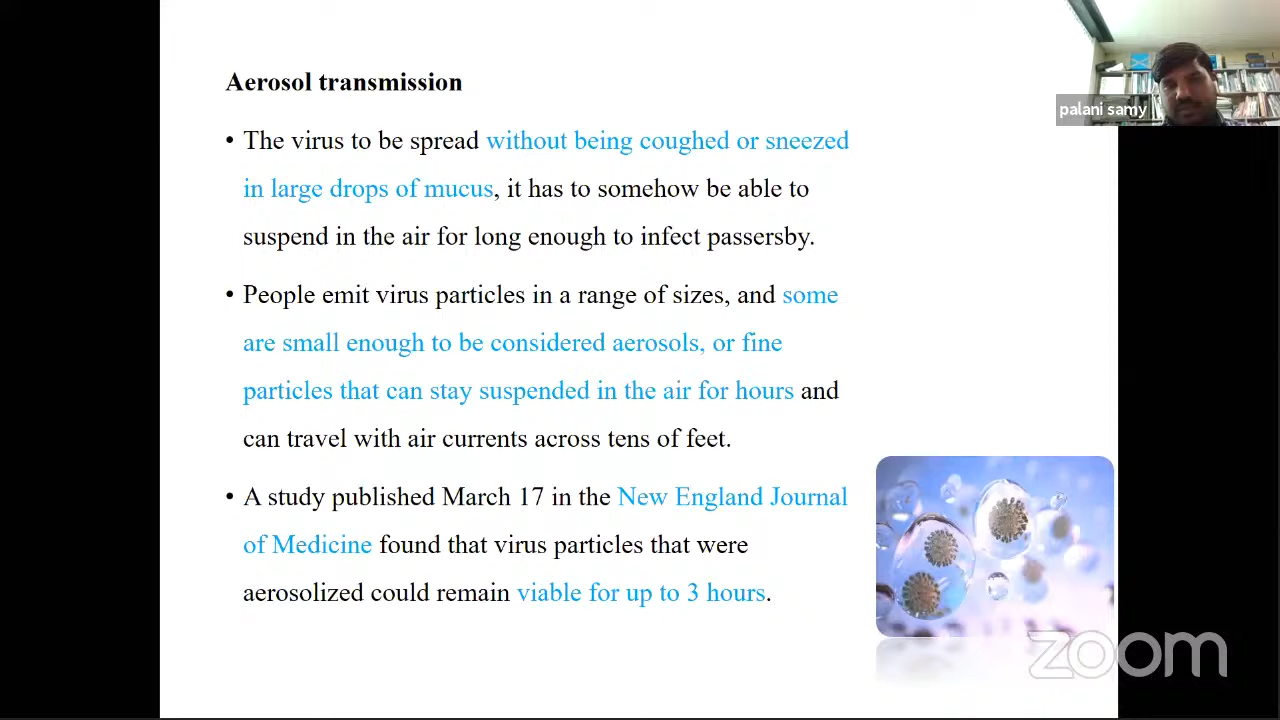 Aerosol transmission
• The virus to be spread without being coughed or sneezed
in large drops of mucus, it has to somehow be able to
suspend in the air for long enough to infect passersby.
• People emit virus particles in a range of sizes, and some
are small enough to be considered aerosols, or fine
particles that can stay suspended in the air for hours and
can travel with air currents across tens of feet.
• A study published March 17 in the New England Journal
of Medicine found that virus particles that were
aerosolized could remain viable for up to 3 hours.
palani samy
zoom